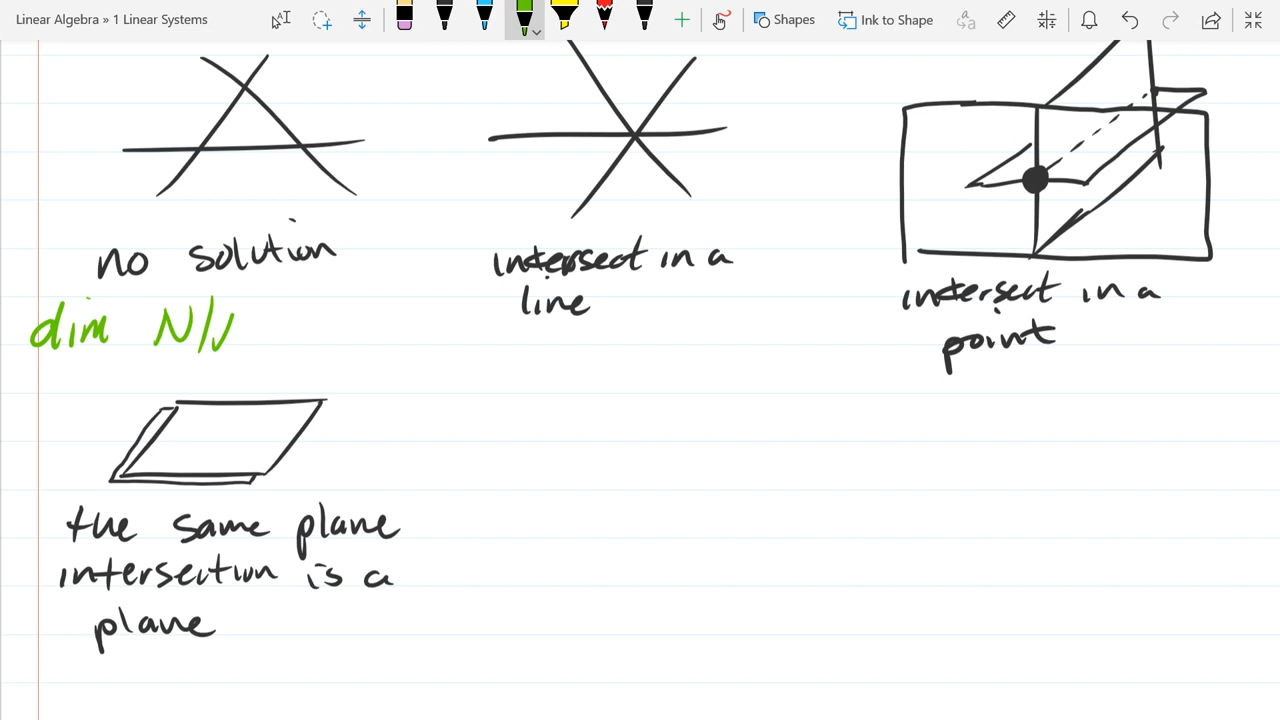 Linear Algebra » 1 Linear Systems
Shapes
Ink to Shape
no solution
intersect in a
line
intersect in a
point
dim N/
the same plane
intersection is a
plane